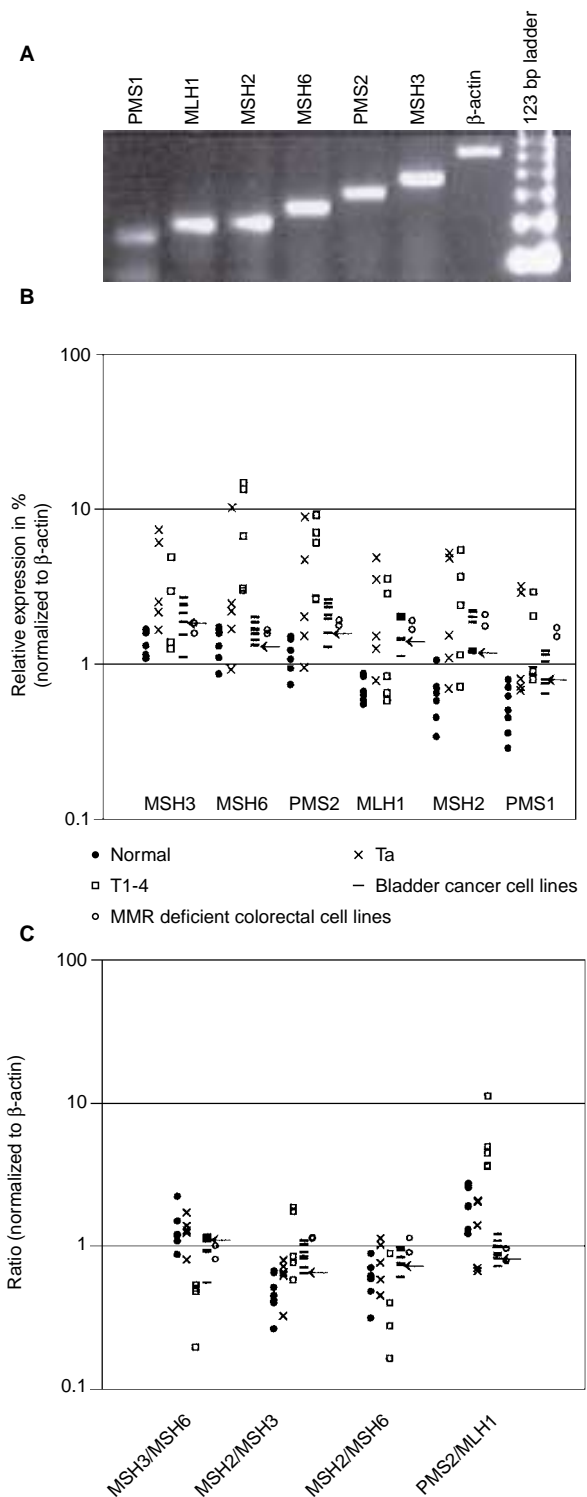 A
PMS1
MLH1
MSH2
MSH6
PMS2
MSH3
β-actin
123 bp ladder
B
Relative expression in %
(normalized to β-actin)
100
10
1
0.1
MSH3 MSH6 PMS2 MLH1 MSH2 PMS1
Normal
Ta
T1-4
Bladder cancer cell lines
MMR deficient colorectal cell lines
C
Ratio (normalized to β-actin)
100
10
1
0.1
MSH3/MSH6
MSH2/MSH3
MSH2/MSH6
PMS2/MLH1